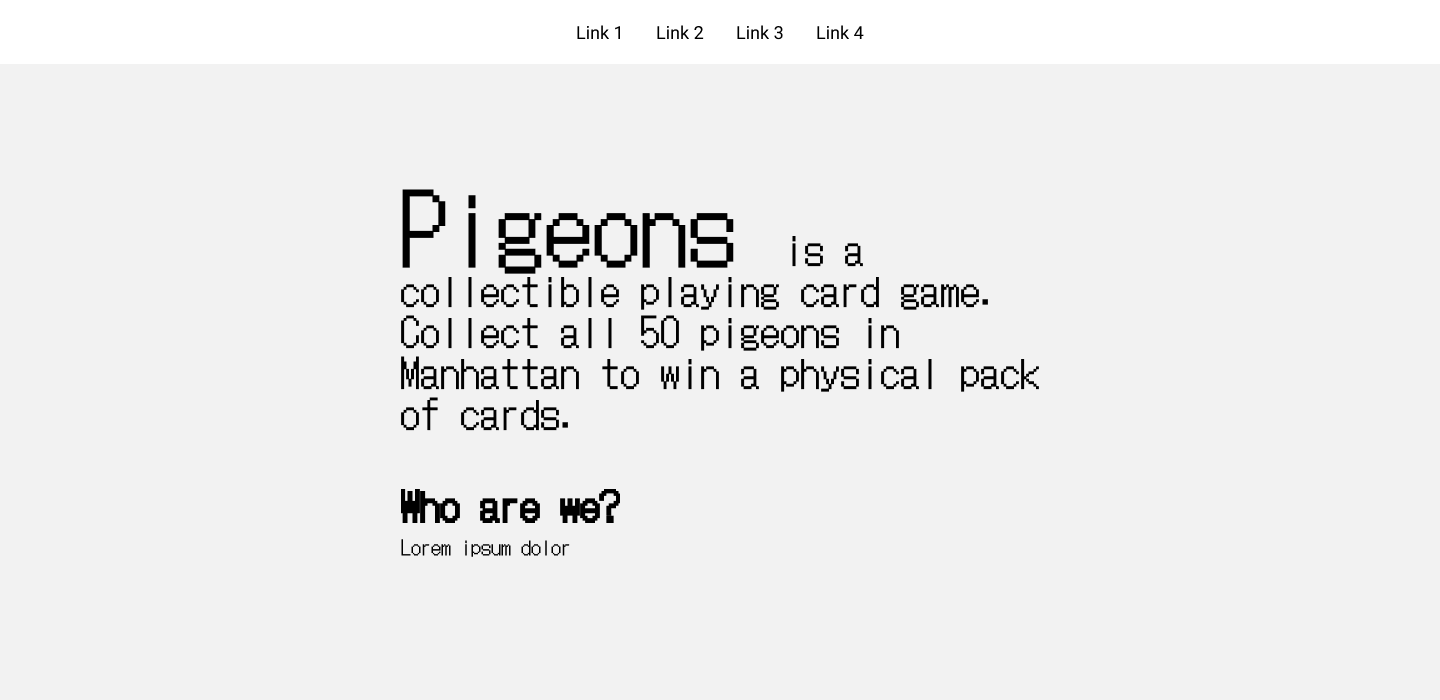 Link 1 Link 2 Link 3 Link 4
Pigeons is a
collectible playing card game.
Collect all 50 pigeons in
Manhattan to win a physical pack
of cards.
Who are we?
Lorem ipsum dolor